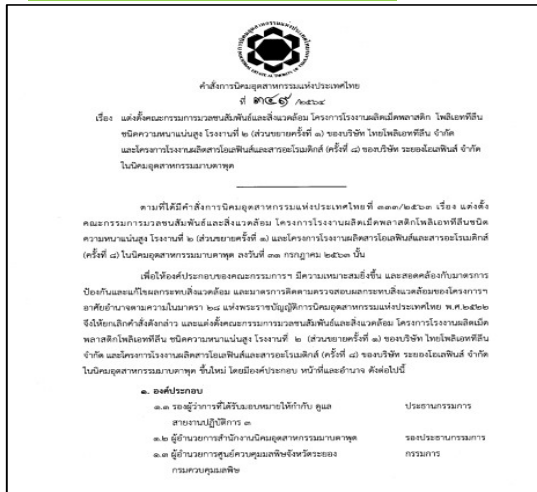 คำสั่งการนิคมอุตสาหกรรมแห่งประเทศไทย
ที่ ๓๔๙ /๒๕๖๔
เรื่อง แต่งตั้งคณะกรรมการมวลชนสัมพันธ์และสิ่งแวดล้อม โครงการโรงงานผลิตเม็ดพลาสติก โพลิเอทที่ลีน
ชนิดความหนาแน่นสูง โรงงานที่ ๒ (ส่วนขยายครั้งที่ ๑) ของบริษัท ไทยโพลิเอททีลีน จำกัด
และโครงการโรงงานผลิตสารโอเลฟินส์และสารอะโรเมติกส์ (ครั้งที่ ๘) ของบริษัท ระยองโอเลฟินส์ จำกัด
ในนิคมอุตสาหกรรมมาบตาพุด
ตามที่ได้มีคำสั่งการนิคมอุตสาหกรรมแห่งประเทศไทยที่ ๓๓๓/๒๕๖๓ เรื่อง แต่งตั้ง
คณะกรรมการมวลชนสัมพันธ์และสิ่งแวดล้อม โครงการโรงงานผลิตเม็ดพลาสติกโพลิเอททีลีนชนิด
ความหนาแน่นสูง โรงงานที่ ๒ (ส่วนขยายครั้งที่ ๑) และโครงการโรงงานผลิตสารโอเลฟินส์และสารอะโรเมติกส์
(ครั้งที่ ๘) ในนิคมอุตสาหกรรมมาบตาพุด ลงวันที่ ๓๑ กรกฎาคม ๒๕๖๓ นั้น
เพื่อให้องค์ประกอบของคณะกรรมการฯ มีความเหมาะสมยิ่งขึ้น และสอดคล้องกับมาตรการ
ป้องกันและแก้ไขผลกระทบสิ่งแวดล้อม และมาตรการติดตามตรวจสอบผลกระทบสิ่งแวดล้อมของโครงการฯ
อาศัยอำนาจตามความในมาตรา ๒๘ แห่งพระราชบัญญัติการนิคมอุตสาหกรรมแห่งประเทศไทย พ.ศ.๒๕๒๒
จึงให้ยกเลิกคำสั่งดังกล่าว และแต่งตั้งคณะกรรมการมวลชนสัมพันธ์และสิ่งแวดล้อม โครงการโรงงานผลิตเม็ด
พลาสติกโพลิเอททีลีน ชนิดความหนาแน่นสูง โรงงานที่ ๒ (ส่วนขยายครั้งที่ ๑) ของบริษัท ไทยโพลิเอททีลีน
จำกัด และโครงการโรงงานผลิตสารโอเลฟินส์และสารอะโรเมติกส์ (ครั้งที่ ๘) ของบริษัท ระยองโอเลฟินส์ จำกัด
ในนิคมอุตสาหกรรมมาบตาพุด ขึ้นใหม่ โดยมีองค์ประกอบ หน้าที่และอำนาจ ดังต่อไปนี้
๑. องค์ประกอบ
๑.๑ รองผู้ว่าการที่ได้รับมอบหมายให้กำกับ ดูแล ประธานกรรมการ
สายงานปฏิบัติการ ๓
๑.๒ ผู้อำนวยการสำนักงานนิคมอุตสาหกรรมมาบตาพุด รองประธานกรรมการ
๑.๓ ผู้อำนวยการศูนย์ควบคุมมลพิษจังหวัดระยอง กรรมการ
กรมควบคุมมลพิษ